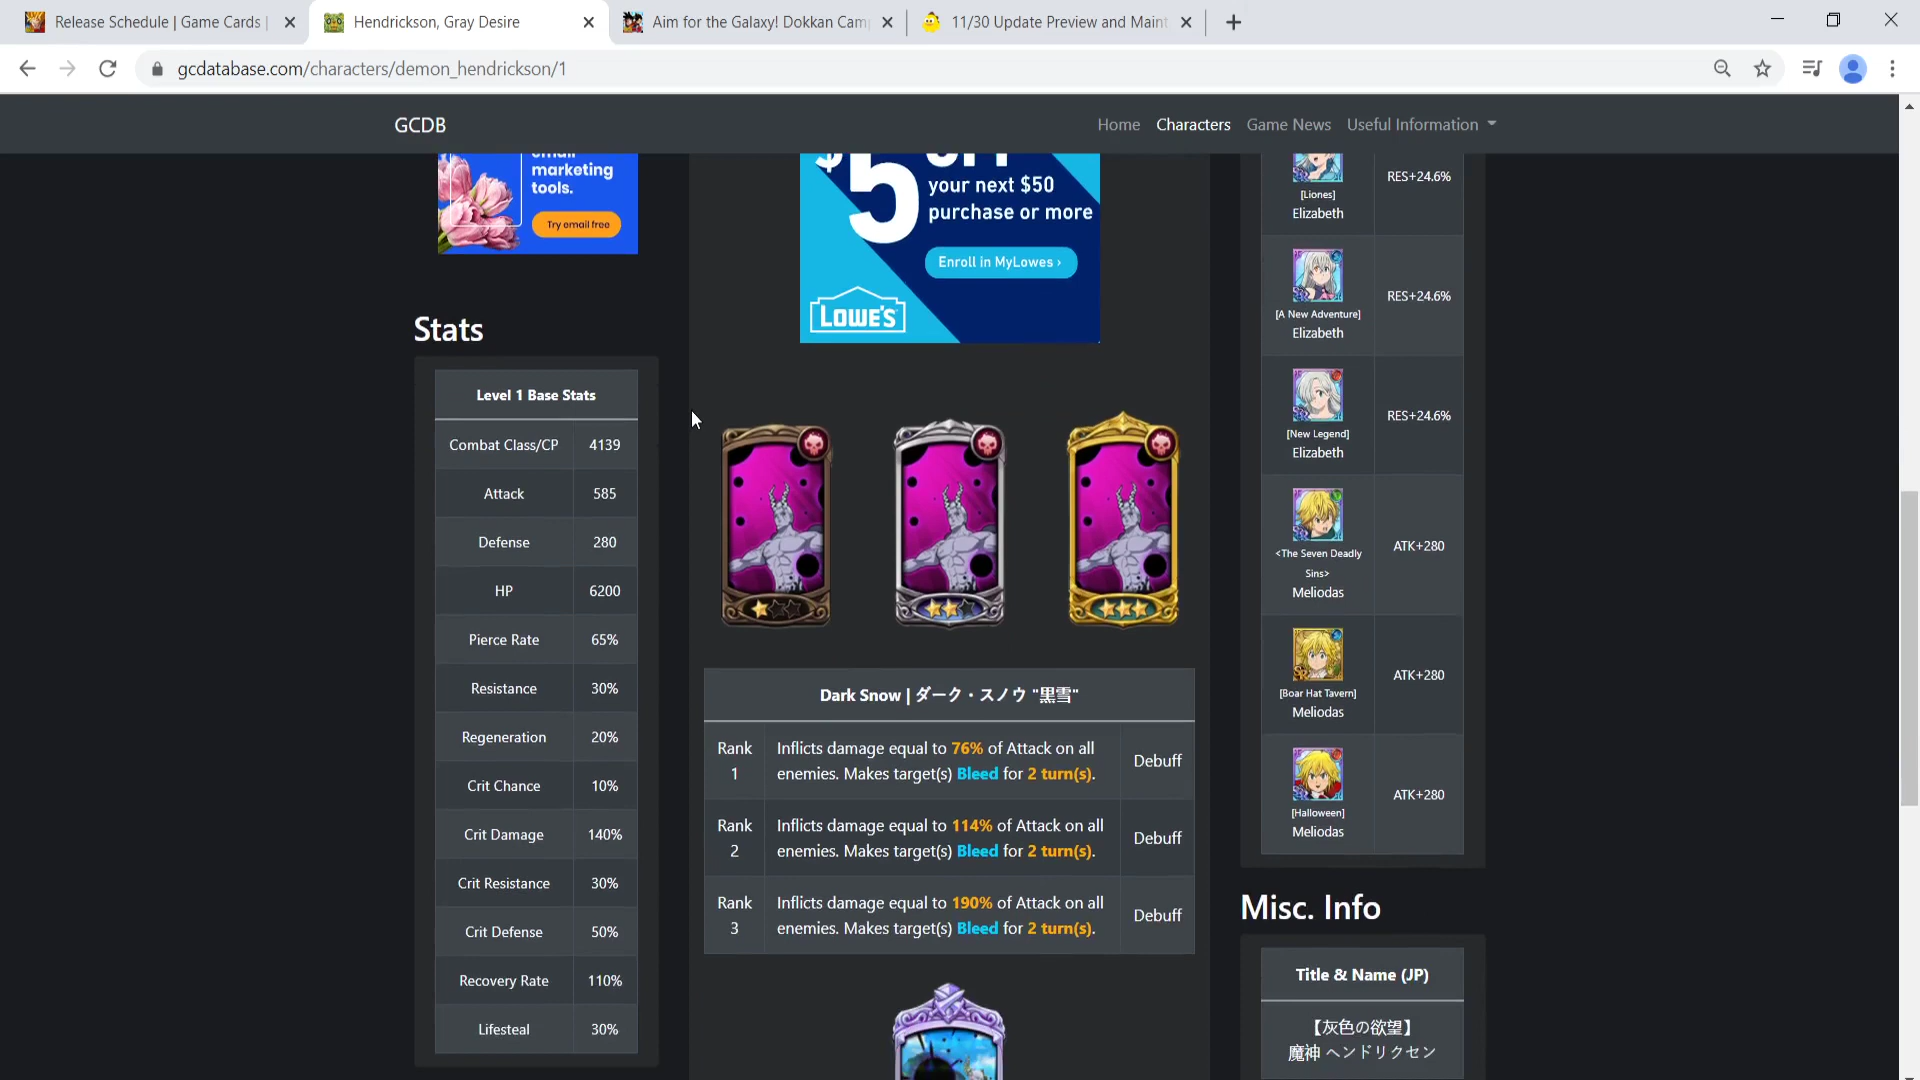 Release Schedule | Game Cards |
Hendrickson, Gray Desire
Aim for the Galaxy! Dokkan Cam
11/30 Update Preview and Maint
gcdatabase.com/characters/demon_hendrickson/1
GCDB
Home Characters Game News Useful Information
marketing
tools.
Try email free
$5 OFF
your next $50
purchase or more
Enroll in MyLowes ›
LOWE'S
Stats
Level 1 Base Stats
Combat Class/CP 4139
Attack 585
Defense 280
HP 6200
Pierce Rate 65%
Resistance 30%
Regeneration 20%
Crit Chance 10%
Crit Damage 140%
Crit Resistance 30%
Crit Defense 50%
Recovery Rate 110%
Lifesteal 30%
Dark Snow | ダーク・スノウ "黒雪"
Rank 1
Inflicts damage equal to 76% of Attack on all
enemies. Makes target(s) Bleed for 2 turn(s).
Debuff
Rank 2
Inflicts damage equal to 114% of Attack on all
enemies. Makes target(s) Bleed for 2 turn(s).
Debuff
Rank 3
Inflicts damage equal to 190% of Attack on all
enemies. Makes target(s) Bleed for 2 turn(s).
Debuff
[Liones]
Elizabeth
RES+24.6%
[A New Adventure]
Elizabeth
RES+24.6%
[New Legend]
Elizabeth
RES+24.6%
<The Seven Deadly
Sins>
Meliodas
ATK+280
[Boar Hat Tavern]
Meliodas
ATK+280
[Halloween]
Meliodas
ATK+280
Misc. Info
Title & Name (JP)
【灰色の欲望】
魔神 ヘンドリクセン